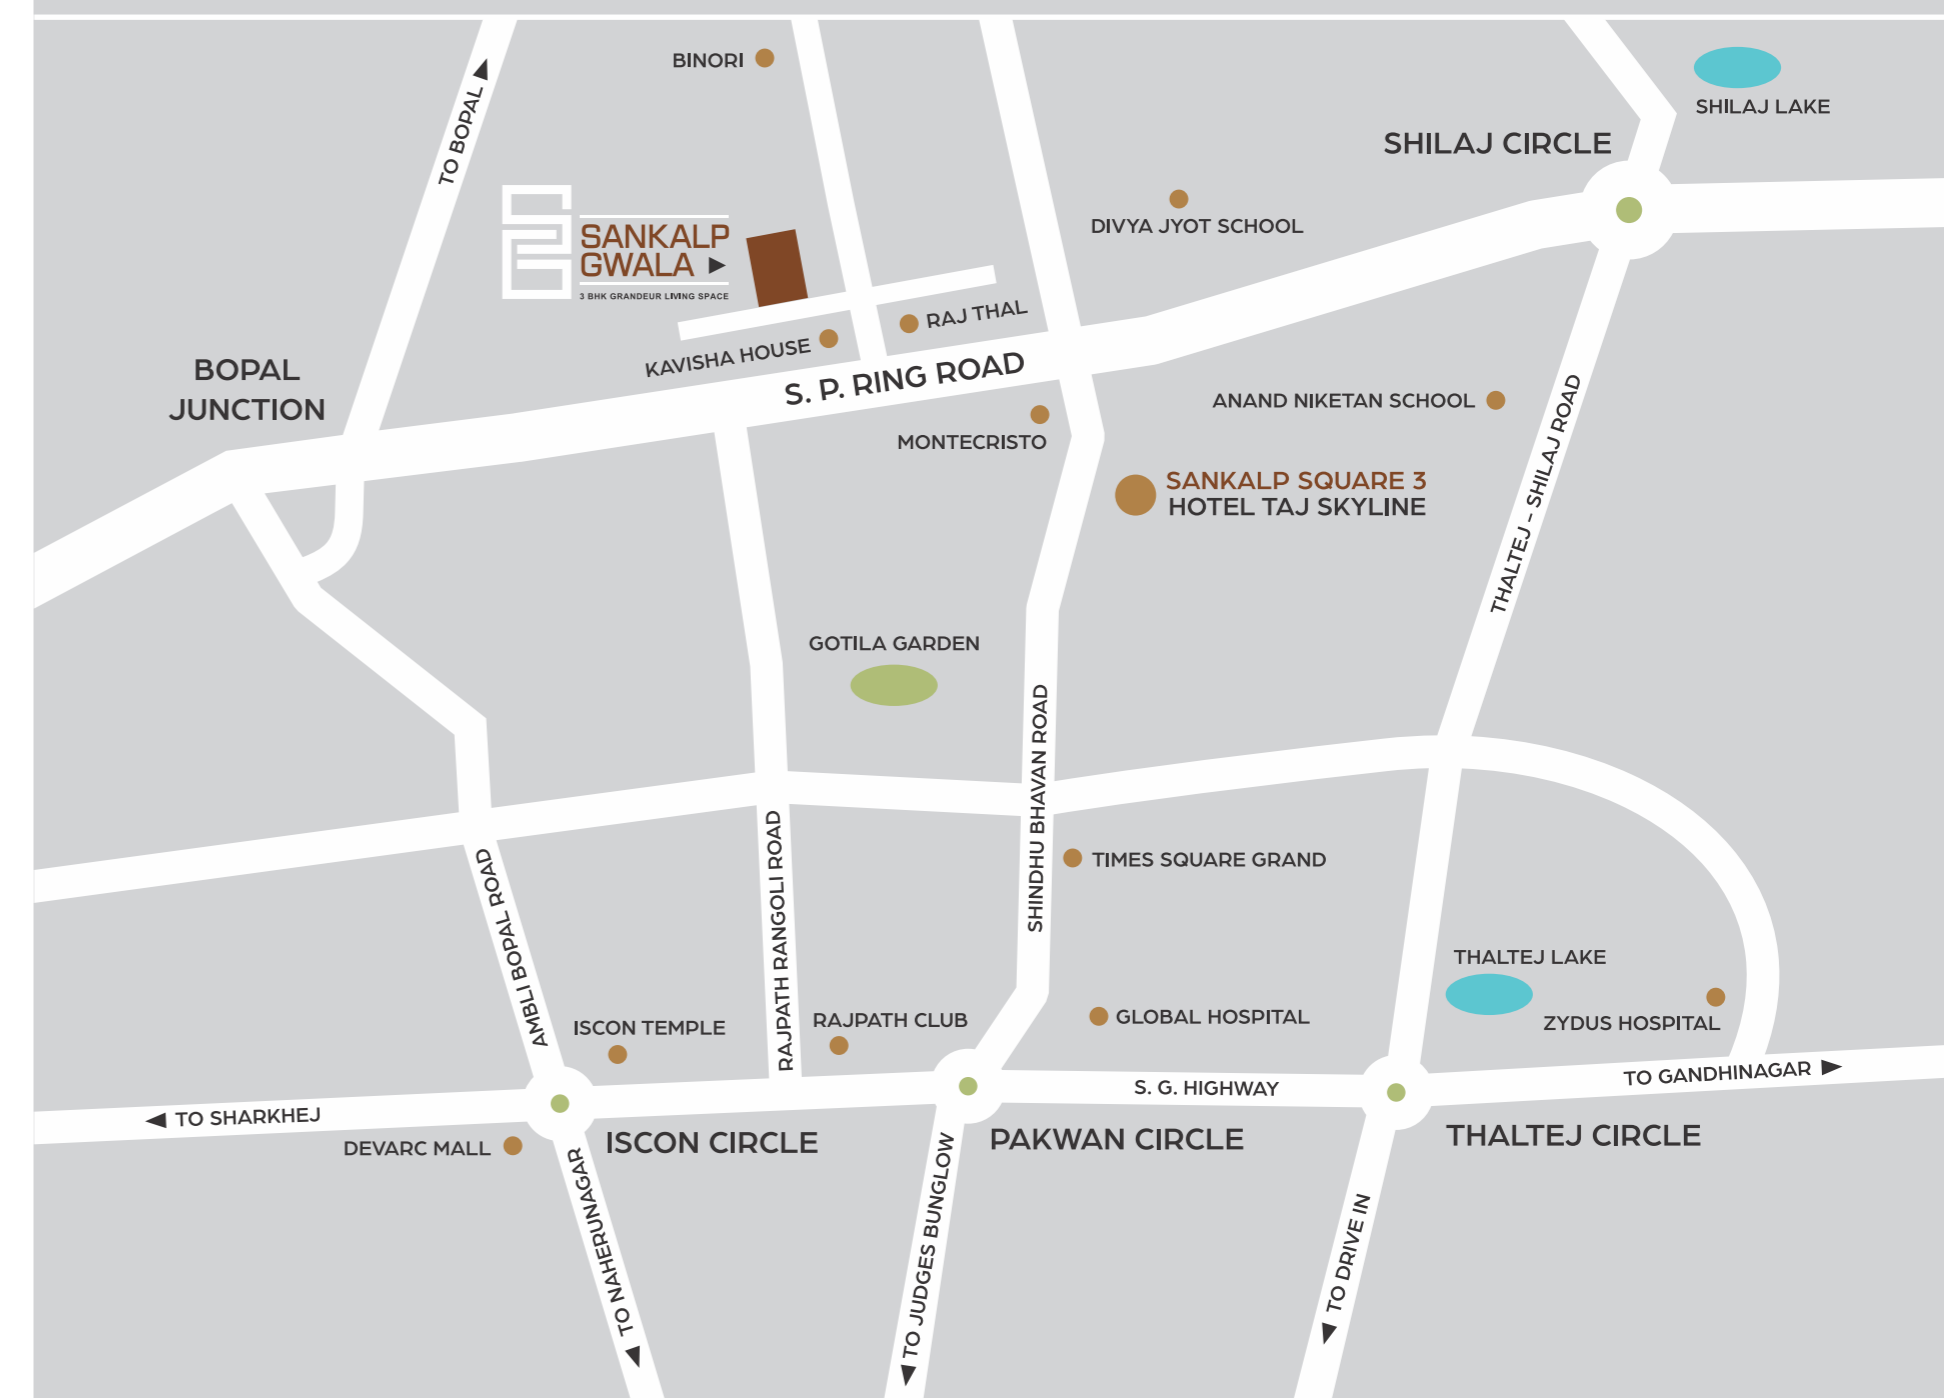 BINORI
SHILAJ LAKE
TO BOPAL
SHILAJ CIRCLE
DIVYA JYOT SCHOOL
SANKALP
GWALA
3 BHK GRANDEUR LIVING SPACE
RAJ THAL
KAVISHA HOUSE
S. P. RING ROAD
BOPAL
JUNCTION
ANAND NIKETAN SCHOOL
MONTECRISTO
SANKALP SQUARE 3
HOTEL TAJ SKYLINE
THALTEJ - SHILAJ ROAD
GOTILA GARDEN
SHINDHU BHAVAN ROAD
TIMES SQUARE GRAND
AMBLI BOPAL ROAD
RAJPATH RANGOLI ROAD
THALTEJ LAKE
ISCON TEMPLE
RAJPATH CLUB
GLOBAL HOSPITAL
ZYDUS HOSPITAL
TO SHARKHEJ
S. G. HIGHWAY
TO GANDHINAGAR
DEVARC MALL
ISCON CIRCLE
PAKWAN CIRCLE
THALTEJ CIRCLE
TO NAHERUNAGAR
TO JUDGES BUNGLOW
TO DRIVE IN